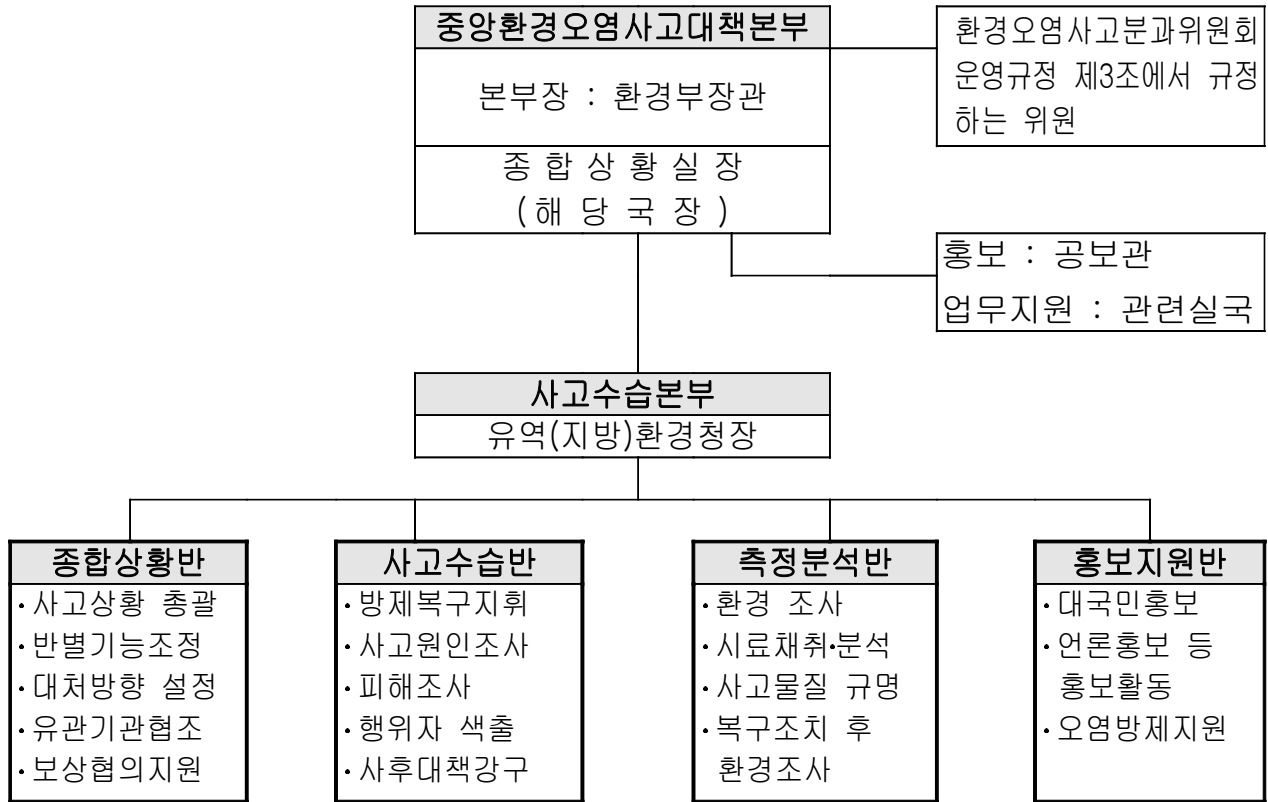 중앙환경오염사고대책본부
본부장 : 환경부장관
종 합 상 황 실 장
( 해 당 국 장 )
환경오염사고분과위원회
운영규정 제3조에서 규정
하는 위원
홍보 : 공보관
업무지원 : 관련실국
사고수습본부
유역(지방)환경청장
종합상황반
·사고상황 총괄
·반별기능조정
·대처방향 설정
·유관기관협조
·보상협의지원
사고수습반
·방제복구지휘
·사고원인조사
·피해조사
·행위자 색출
·사후대책강구
측정분석반
·환경 조사
·시료채취·분석
·사고물질 규명
·복구조치 후
환경조사
홍보지원반
·대국민홍보
·언론홍보 등
홍보활동
·오염방제지원